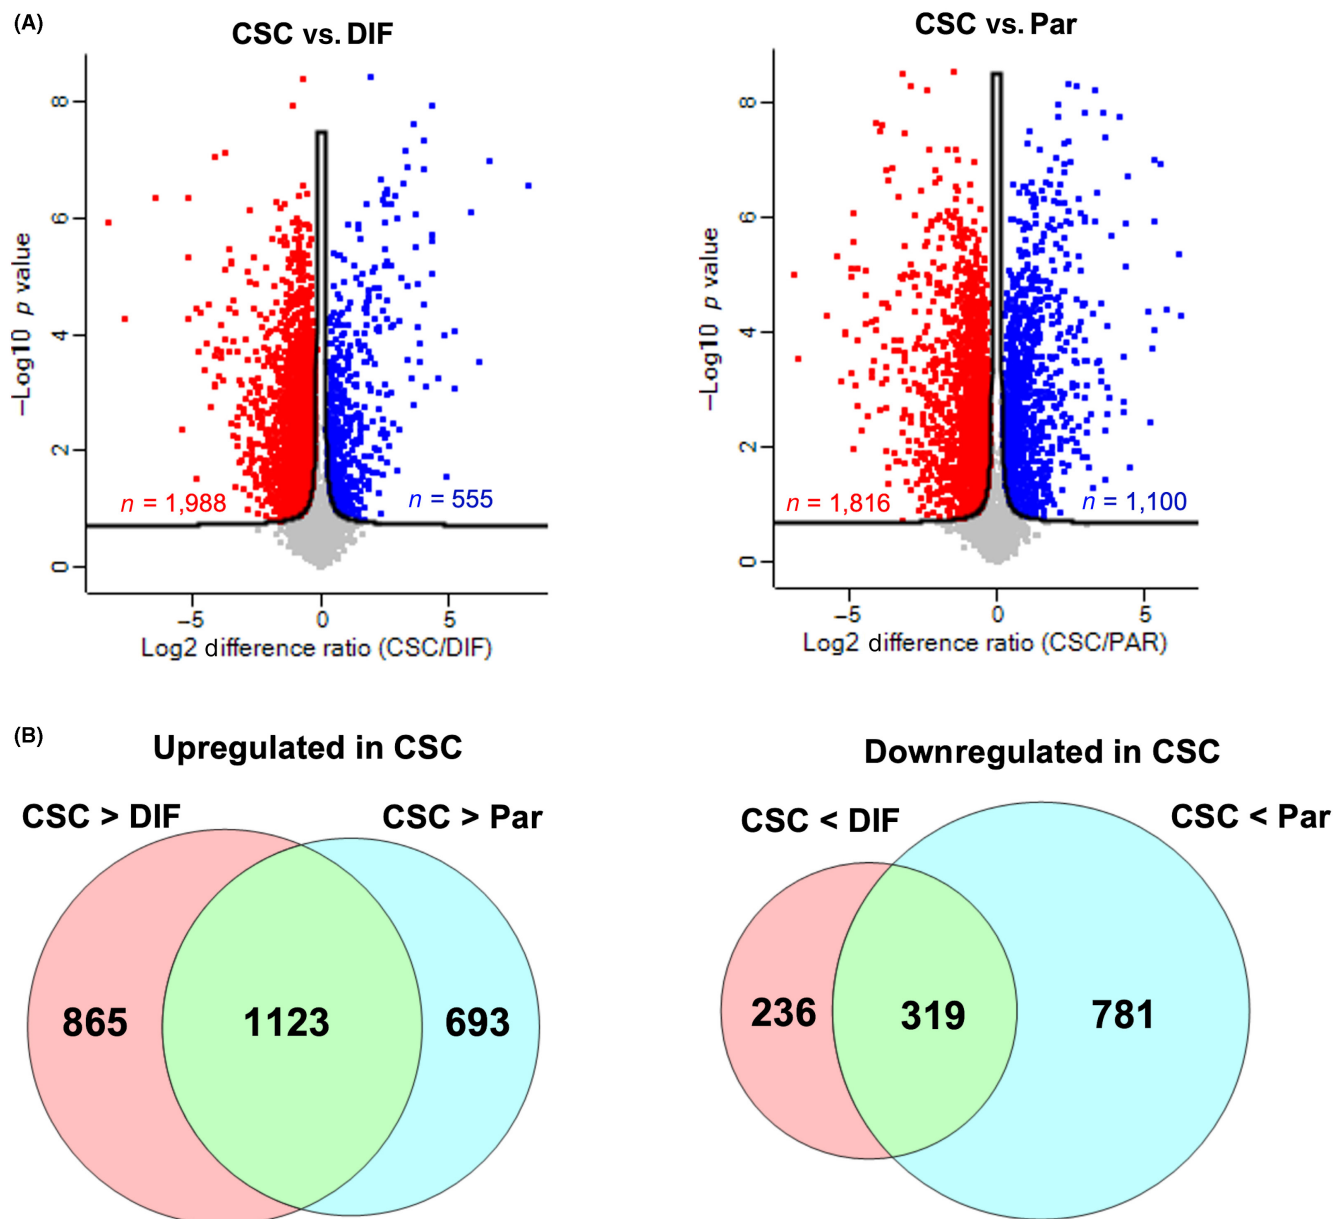 (A)
CSC vs. DIF
8
6
4
2
0
–Log10 p value
n = 1,988
n = 555
−5
0
5
Log2 difference ratio (CSC/DIF)
CSC vs. Par
8
6
4
2
0
–Log10 p value
n = 1,816
n = 1,100
−5
0
5
Log2 difference ratio (CSC/PAR)
(B)
Upregulated in CSC
CSC > DIF
CSC > Par
865
1123
693
Downregulated in CSC
CSC < DIF
CSC < Par
236
319
781